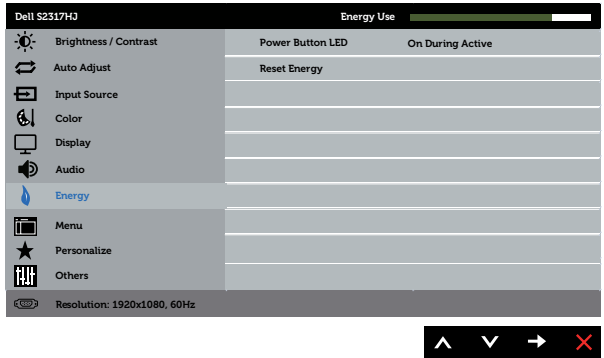 Dell S2317HJ Energy Use
Brightness / Contrast Power Button LED On During Active
Auto Adjust Reset Energy
Input Source
Color
Display
Audio
Energy
Menu
Personalize
Others
Resolution: 1920x1080, 60Hz